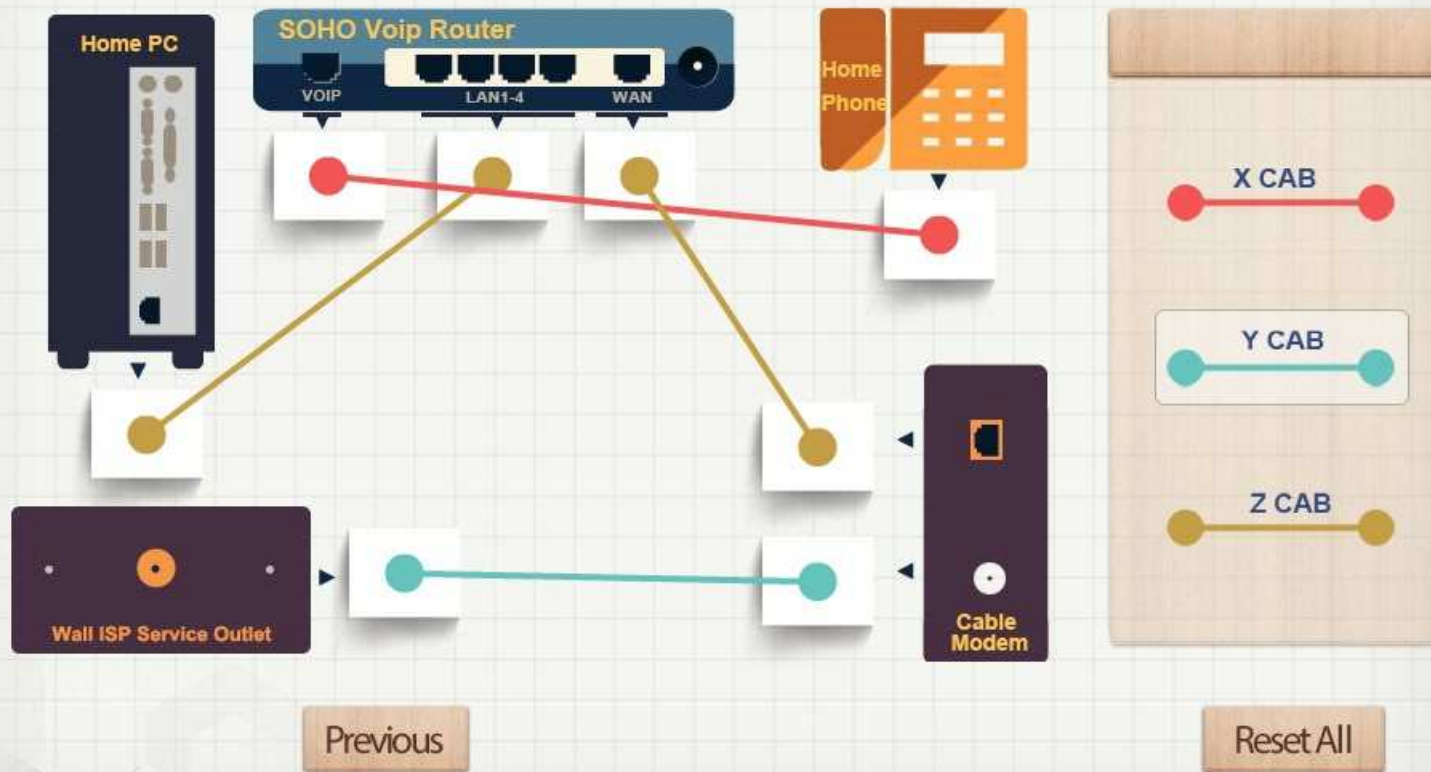 Home PC
SOHO Voip Router
VOIP
LAN1-4
WAN
Home
Phone
X CAB
Y CAB
Z CAB
Wall ISP Service Outlet
Cable
Modem
Previous
Reset All